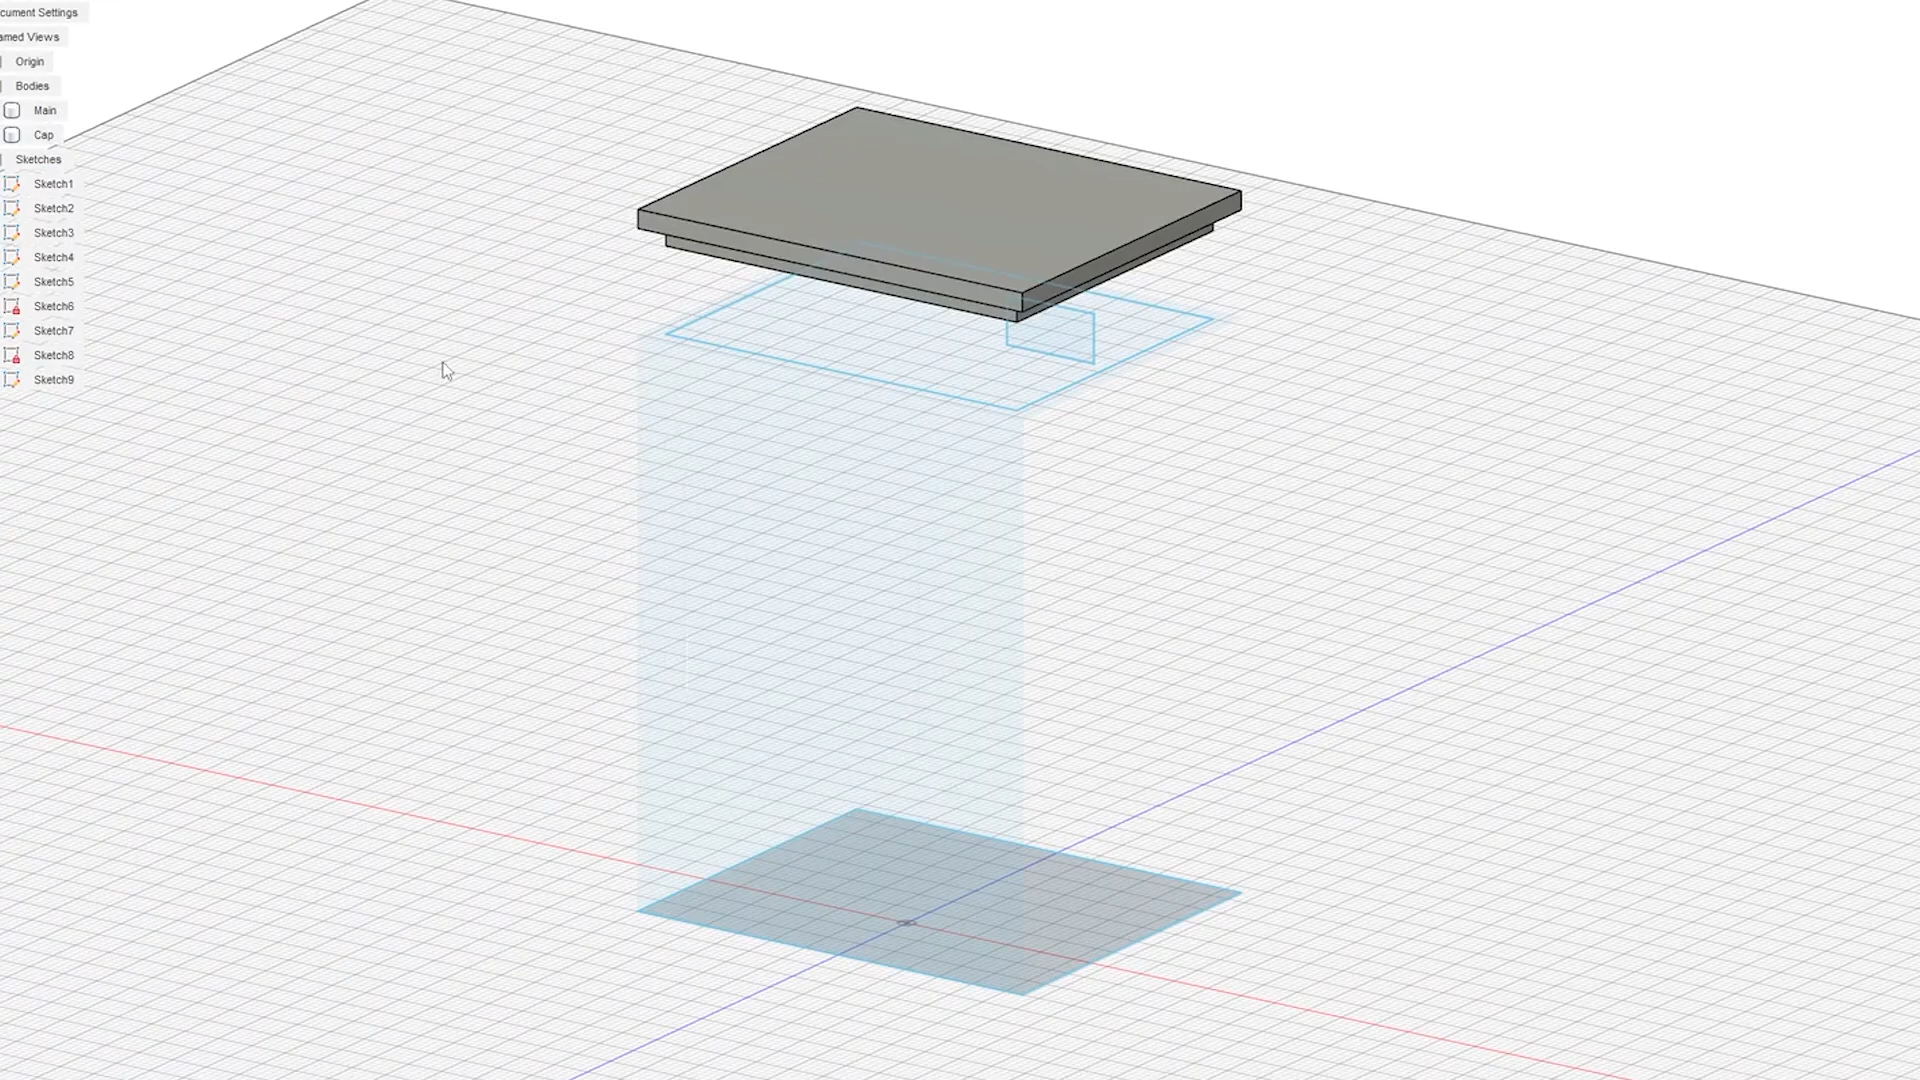 cument Settings
amed Views
Origin
Bodies
Main
Cap
Sketches
Sketch1
Sketch2
Sketch3
Sketch4
Sketch5
Sketch6
Sketch7
Sketch8
Sketch9